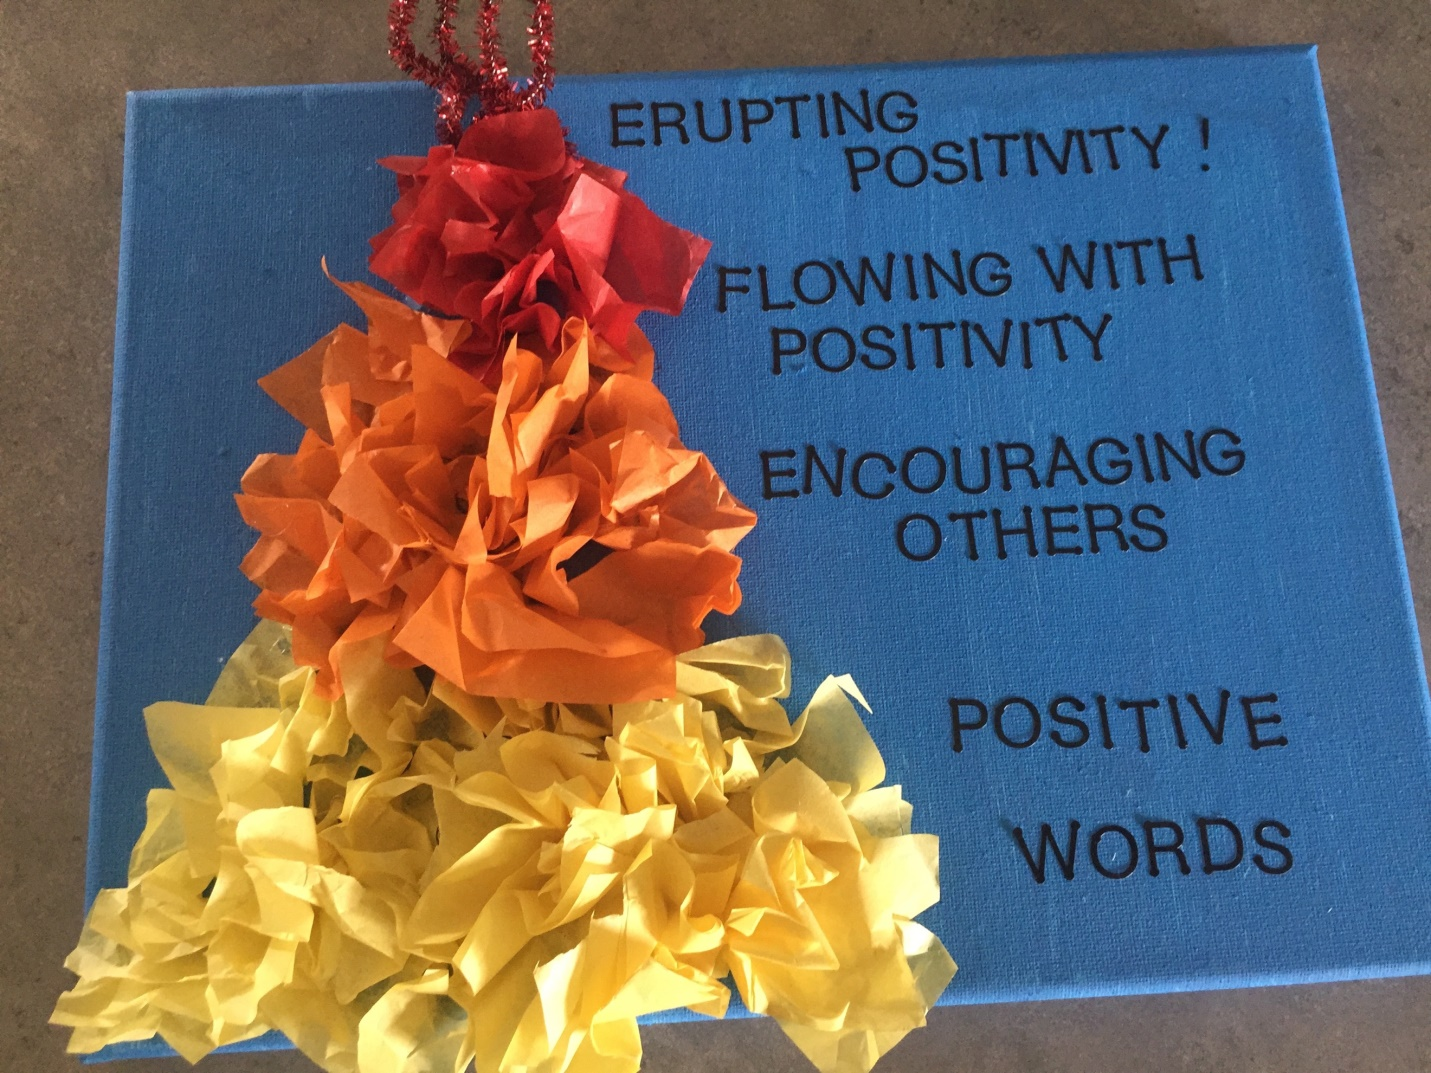 ERUPTING
POSITIVITY !
FLOWING WITH
POSITIVITY
ENCOURAGING
OTHERS
POSITIVE
WORDS